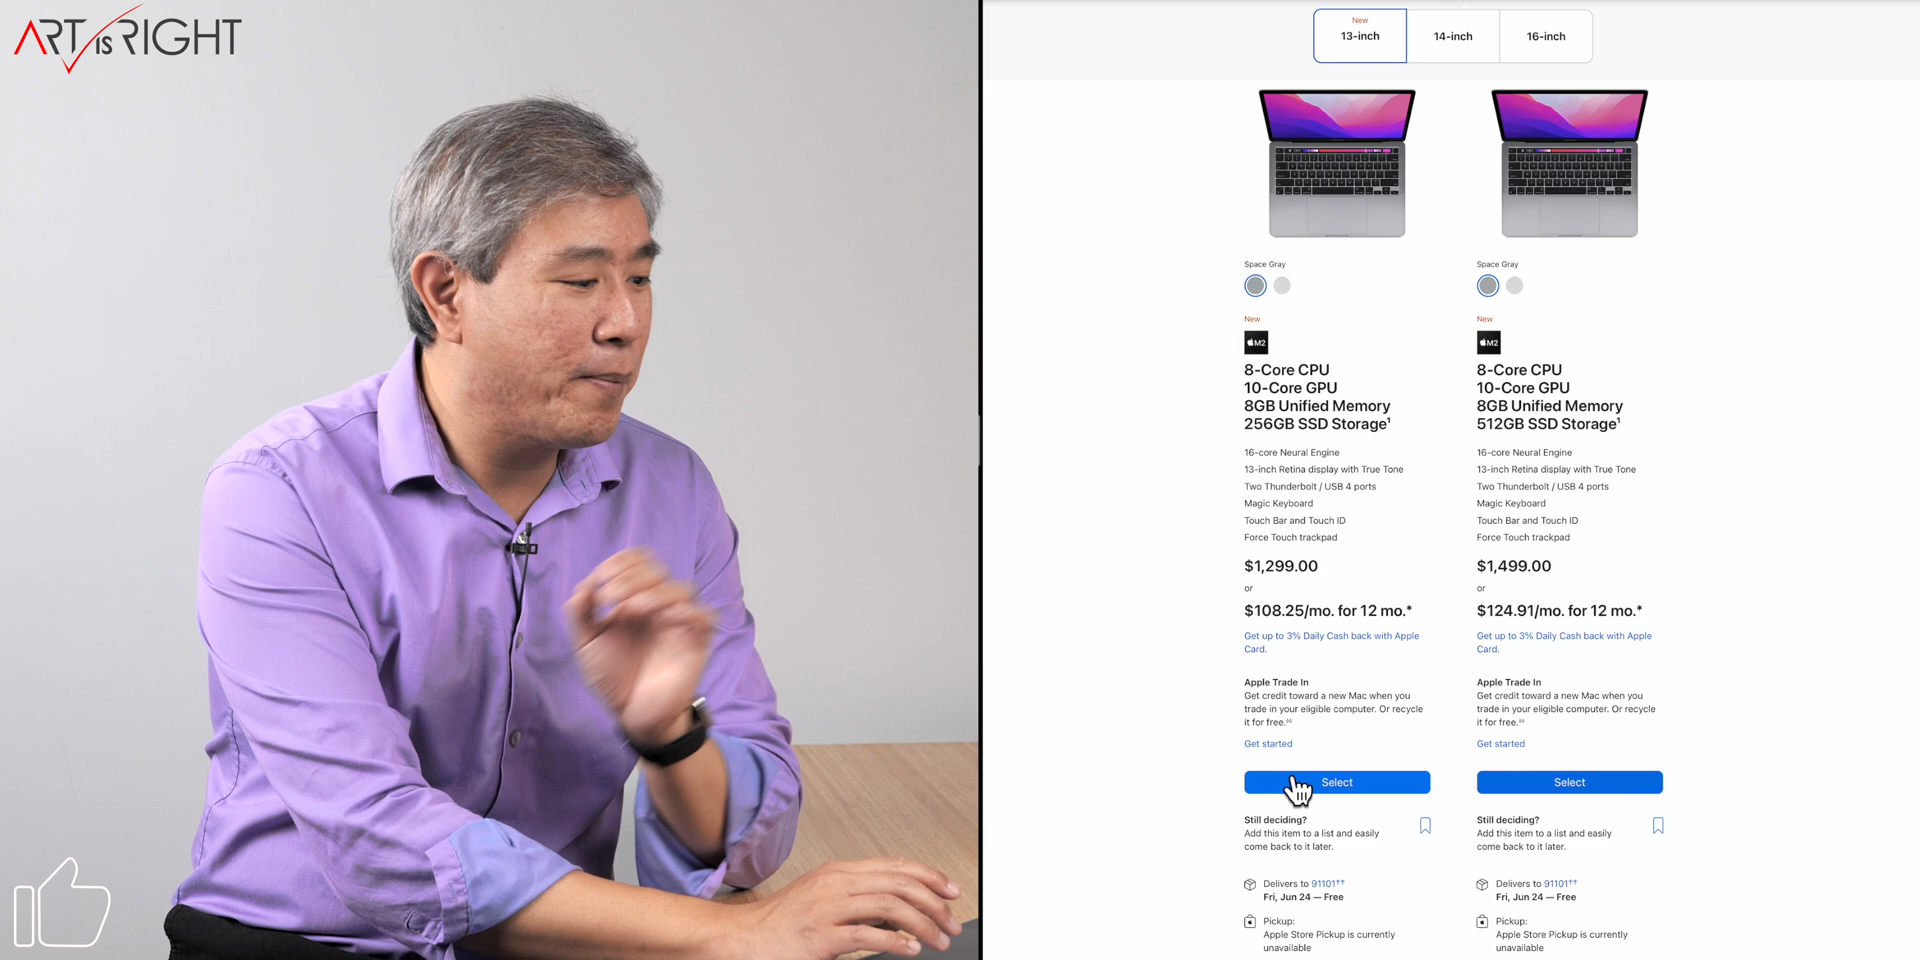 ART is RIGHT
New
13-inch
14-inch
16-inch
Space Gray
New
M2
8-Core CPU
10-Core GPU
8GB Unified Memory
256GB SSD Storage¹
16-core Neural Engine
13-inch Retina display with True Tone
Two Thunderbolt / USB 4 ports
Magic Keyboard
Touch Bar and Touch ID
Force Touch trackpad
$1,299.00
or
$108.25/mo. for 12 mo.*
Get up to 3% Daily Cash back with Apple
Card.
Apple Trade In
Get credit toward a new Mac when you
trade in your eligible computer. Or recycle
it for free.°°
Get started
Select
Still deciding?
Add this item to a list and easily
come back to it later.
Delivers to 91101††
Fri, Jun 24 — Free
Pickup:
Apple Store Pickup is currently
unavailable
Space Gray
New
M2
8-Core CPU
10-Core GPU
8GB Unified Memory
512GB SSD Storage¹
16-core Neural Engine
13-inch Retina display with True Tone
Two Thunderbolt / USB 4 ports
Magic Keyboard
Touch Bar and Touch ID
Force Touch trackpad
$1,499.00
or
$124.91/mo. for 12 mo.*
Get up to 3% Daily Cash back with Apple
Card.
Apple Trade In
Get credit toward a new Mac when you
trade in your eligible computer. Or recycle
it for free.°°
Get started
Select
Still deciding?
Add this item to a list and easily
come back to it later.
Delivers to 91101††
Fri, Jun 24 — Free
Pickup:
Apple Store Pickup is currently
unavailable